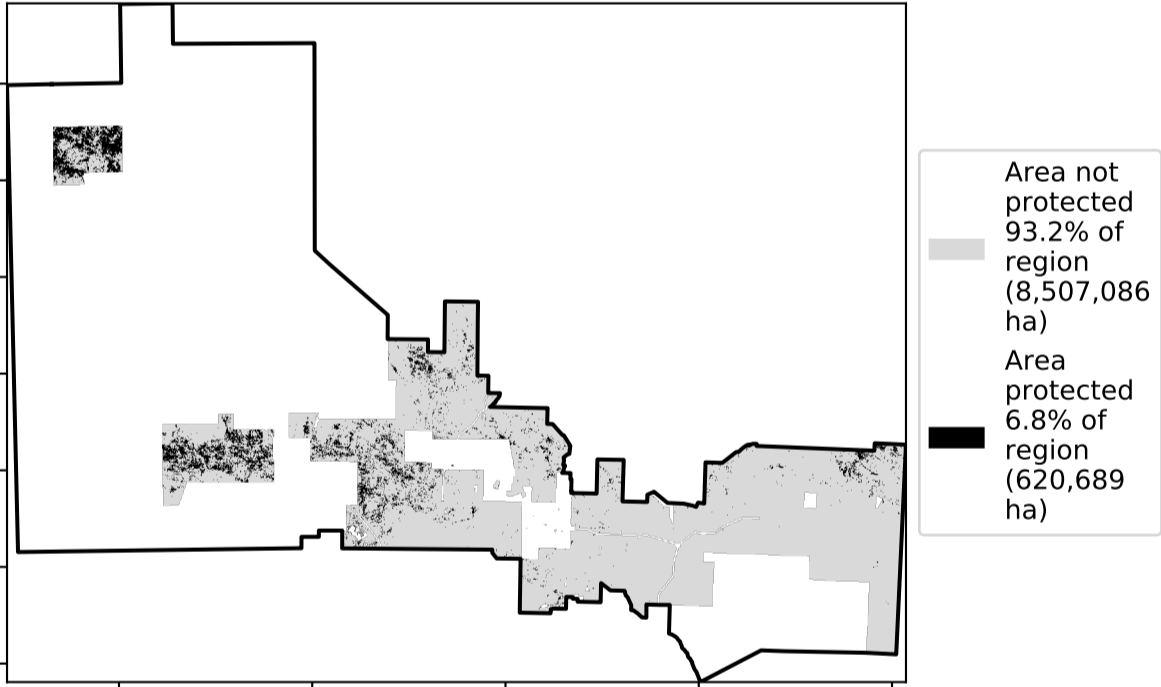 Area not
protected
93.2% of
region
(8,507,086
ha)
Area
protected
6.8% of
region
(620,689
ha)